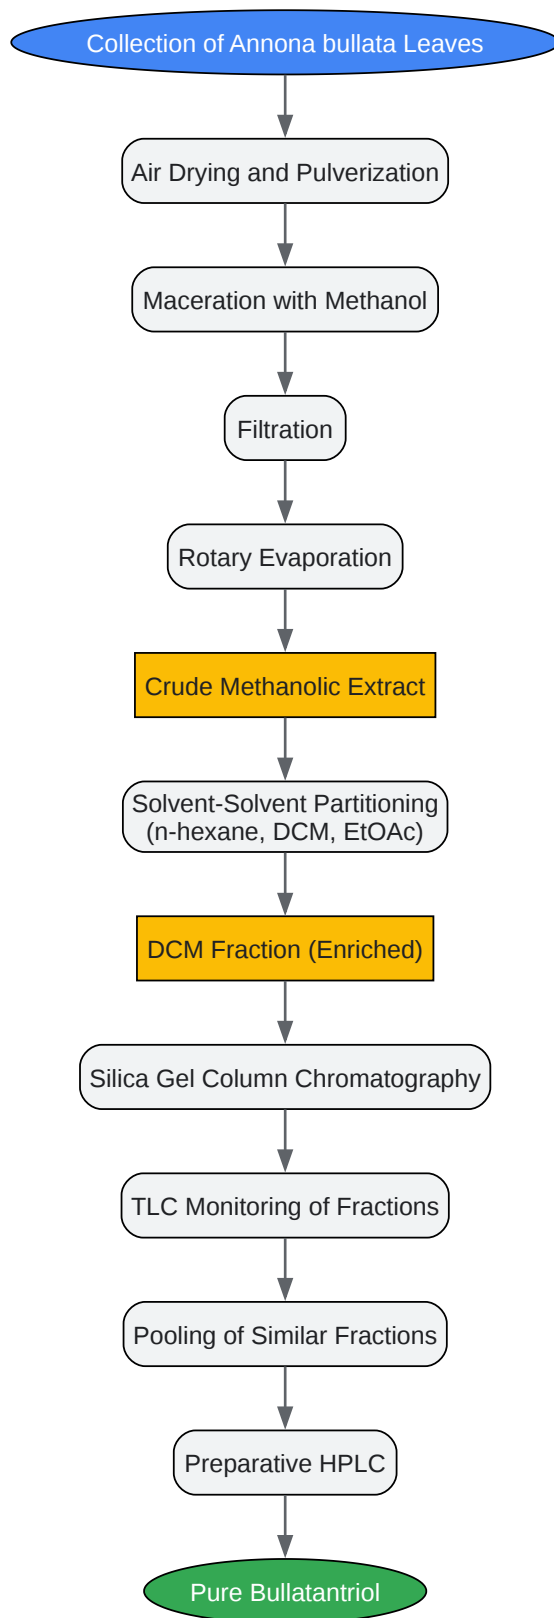 Collection of Annona bullata Leaves
Air Drying and Pulverization
Maceration with Methanol
Filtration
Rotary Evaporation
Crude Methanolic Extract
Solvent-Solvent Partitioning
(n-hexane, DCM, EtOAc)
DCM Fraction (Enriched)
Silica Gel Column Chromatography
TLC Monitoring of Fractions
Pooling of Similar Fractions
Preparative HPLC
Pure Bullatantriol